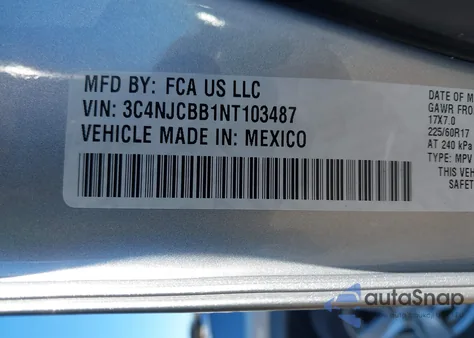 MFD BY: FCA US LLC
VIN: 3C4NJCBB1NT103487
VEHICLE MADE IN: MEXICO
DATE OF M
GAWR FRO
17X7.0
225/60R17
AT 240 kPa
TYPE: MPV
THIS VEH
SAFET
autoSnap